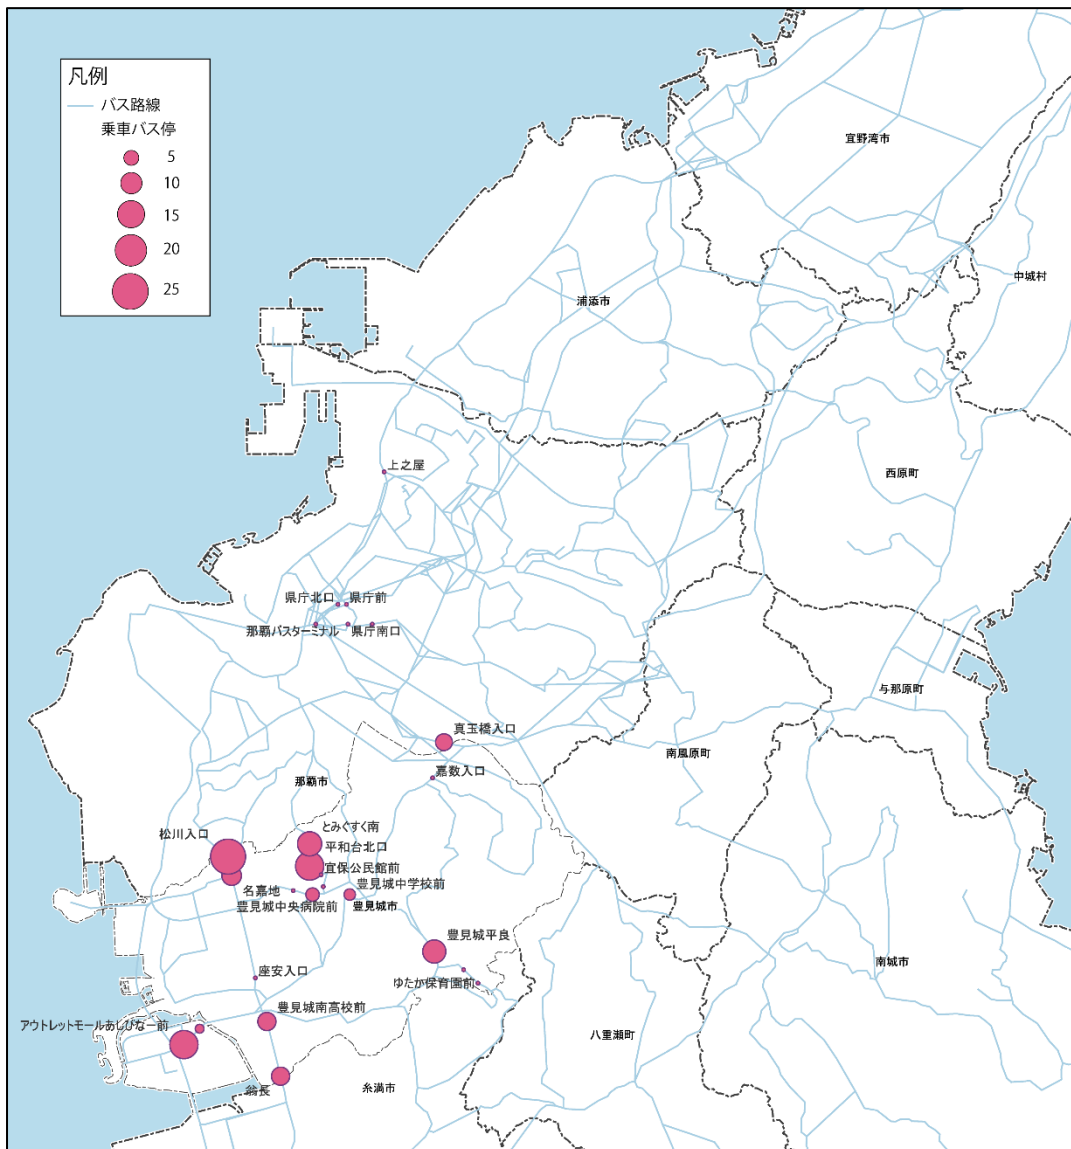 凡例
バス路線
乗車バス停
5
10
15
20
25
宜野湾市
中城村
浦添市
西原町
上之屋
県庁北口
県庁前
那覇バスターミナル
県庁南口
与那原町
真玉橋入口
南風原町
嘉数入口
那覇市
とみぐすく南
松川入口
平和台北口
宜保公民館前
豊見城中学校前
名嘉地
豊見城中央病院前
豊見城市
豊見城平良
南城市
座安入口
ゆたか保育園前
豊見城南高校前
アウトレットモールあしびなー前
八重瀬町
翁長
糸満市